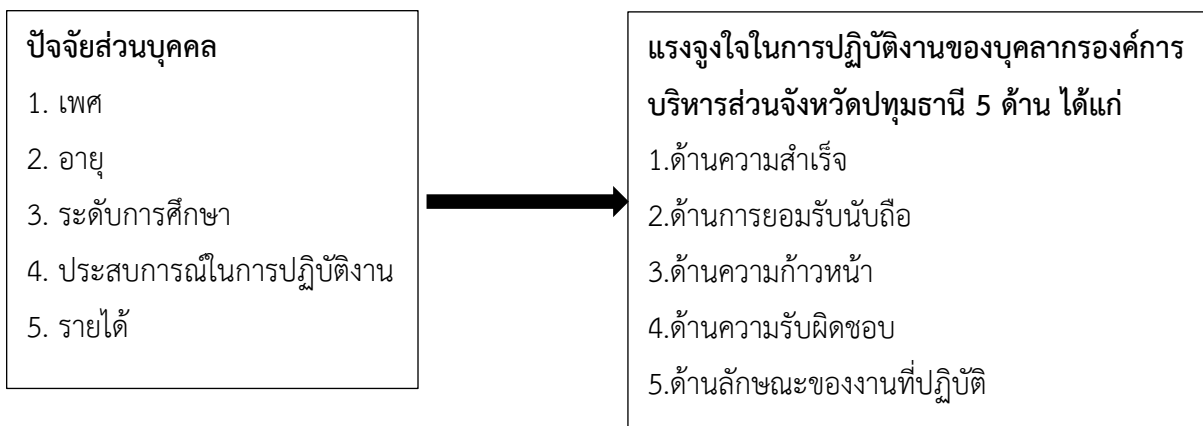 ปัจจัยส่วนบุคคล
1. เพศ
2. อายุ
3. ระดับการศึกษา
4. ประสบการณ์ในการปฏิบัติงาน
5. รายได้
แรงจูงใจในการปฏิบัติงานของบุคลากรองค์การ
บริหารส่วนจังหวัดปทุมธานี 5 ด้าน ได้แก่
1.ด้านความสำเร็จ
2.ด้านการยอมรับนับถือ
3.ด้านความก้าวหน้า
4.ด้านความรับผิดชอบ
5.ด้านลักษณะของงานที่ปฏิบัติ